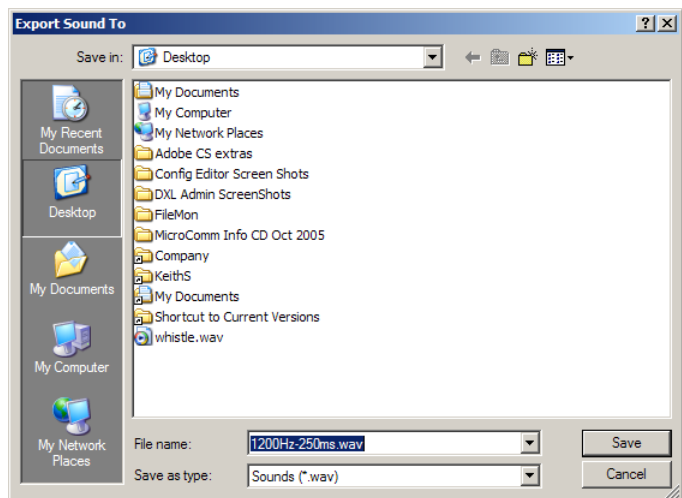 Export Sound To
Save in: Desktop
My Recent
Documents
Desktop
My Documents
My Computer
My Network
Places
My Documents
My Computer
My Network Places
Adobe CS extras
Config Editor Screen Shots
DXL Admin ScreenShots
FileMon
MicroComm Info CD Oct 2005
Company
KeithS
My Documents
Shortcut to Current Versions
whistle.wav
File name: 1200Hz-250ms.wav Save
Save as type: Sounds (*.wav) Cancel